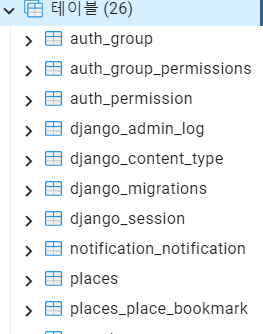 테이블 (26)
auth_group
auth_group_permissions
auth_permission
django_admin_log
django_content_type
django_migrations
django_session
notification_notification
places
places_place_bookmark